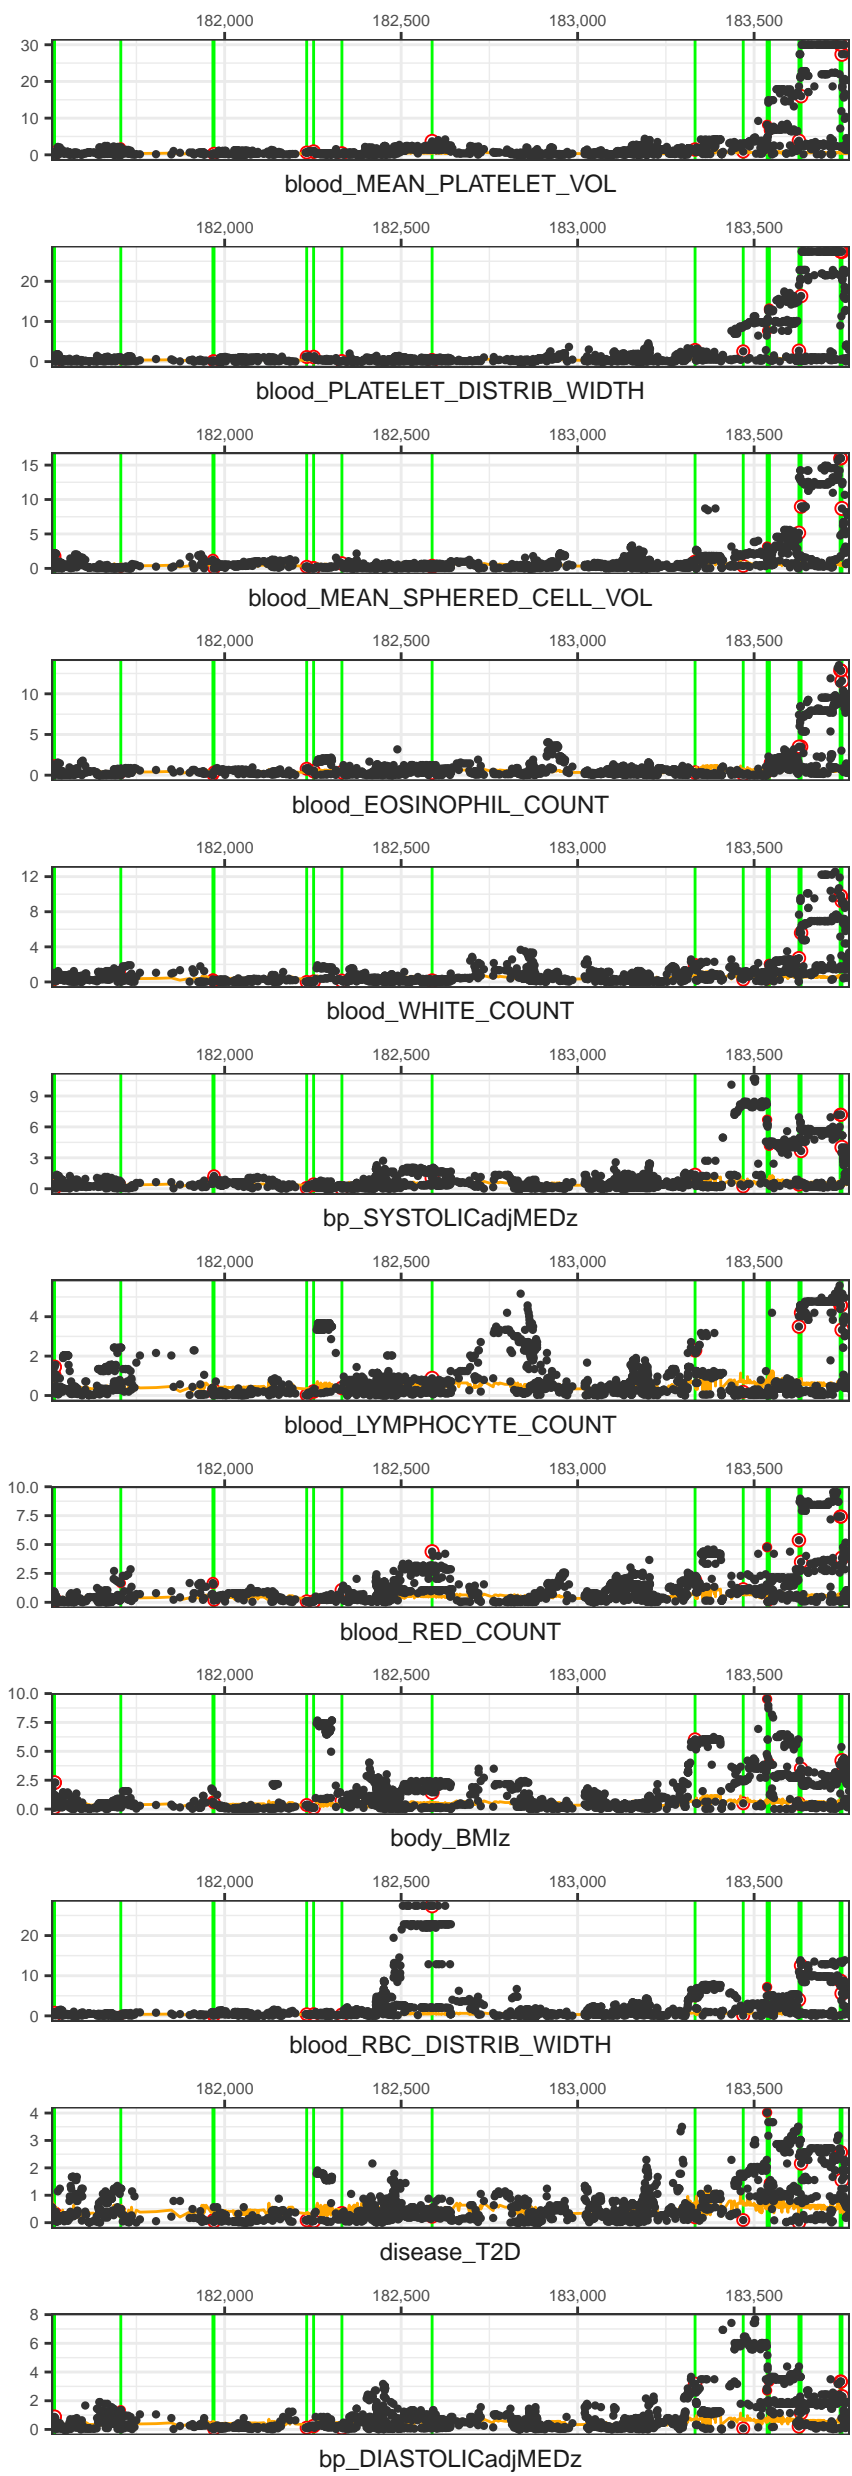 182,000 182,500 183,000 183,500
30
20
10
0
blood_MEAN_PLATELET_VOL
182,000 182,500 183,000 183,500
20
10
0
blood_PLATELET_DISTRIB_WIDTH
182,000 182,500 183,000 183,500
15
10
5
0
blood_MEAN_SPHERED_CELL_VOL
182,000 182,500 183,000 183,500
10
5
0
blood_EOSINOPHIL_COUNT
182,000 182,500 183,000 183,500
12
8
4
0
blood_WHITE_COUNT
182,000 182,500 183,000 183,500
9
6
3
0
bp_SYSTOLICadjMEDz
182,000 182,500 183,000 183,500
4
2
0
blood_LYMPHOCYTE_COUNT
182,000 182,500 183,000 183,500
10.0
7.5
5.0
2.5
0.0
blood_RED_COUNT
182,000 182,500 183,000 183,500
10.0
7.5
5.0
2.5
0.0
body_BMIz
182,000 182,500 183,000 183,500
20
10
0
blood_RBC_DISTRIB_WIDTH
182,000 182,500 183,000 183,500
4
3
2
1
0
disease_T2D
182,000 182,500 183,000 183,500
8
6
4
2
0
bp_DIASTOLICadjMEDz